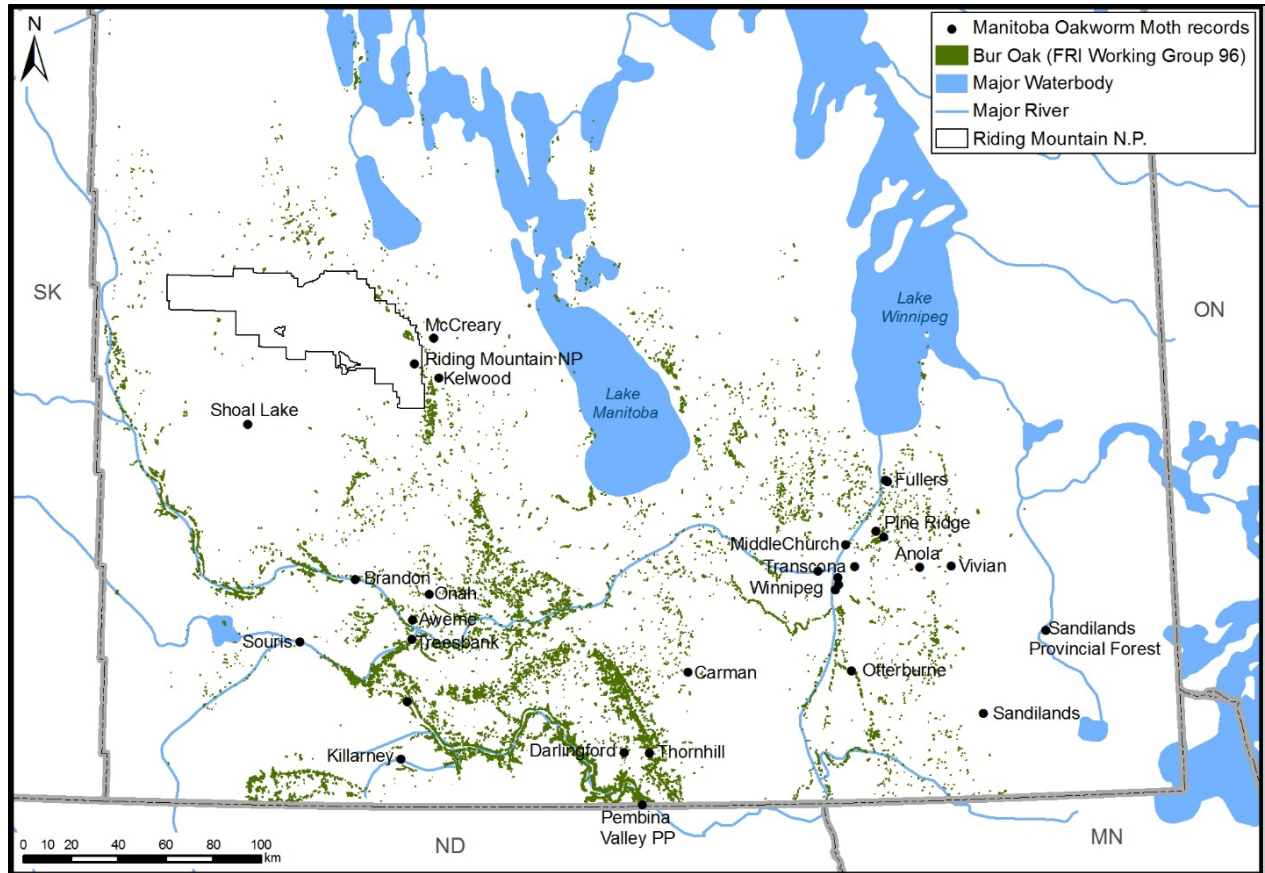 N
Manitoba Oakworm Moth records
Bur Oak (FRI Working Group 96)
Major Waterbody
Major River
Riding Mountain N.P.
SK
ON
Lake
Winnipeg
McCreary
Riding Mountain NP
Kelwood
Lake
Manitoba
Shoal Lake
Fullers
Pine Ridge
MiddleChurch
Anola
Transcona
Vivian
Brandon
Winnipeg
Onah
Aweme
Treesbank
Souris
Sandilands
Provincial Forest
Carman
Otterburne
Sandilands
Killarney
Darlingford
Thornhill
Pembina
Valley PP
ND
MN
0 10 20 40 60 80 100
km